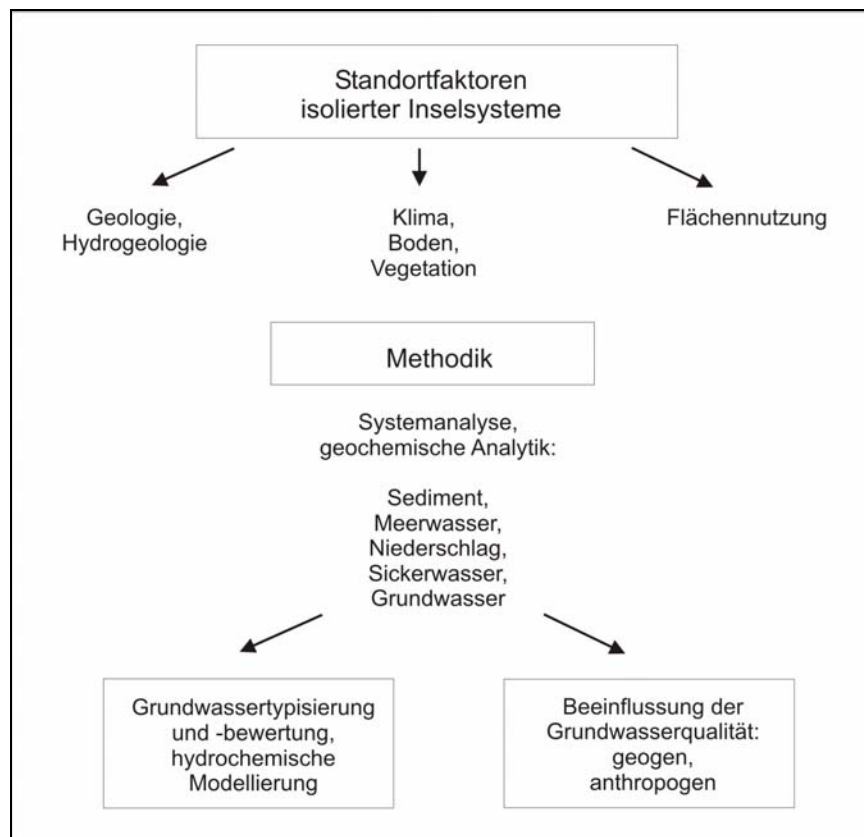 Standortfaktoren
isolierter Inselsysteme
Geologie,
Hydrogeologie
Klima,
Boden,
Vegetation
Flächennutzung
Methodik
Systemanalyse,
geochemische Analytik:
Sediment,
Meerwasser,
Niederschlag,
Sickerwasser,
Grundwasser
Grundwassertypisierung
und -bewertung,
hydrochemische
Modellierung
Beeinflussung der
Grundwasserqualität:
geogen,
anthropogen